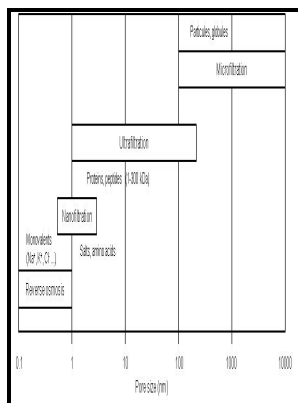 Particules, globules
Microfiltration
Ultrafiltration
Proteins, peptides (1-300 kDa)
Nanofiltration
Monovalents
(Na⁺, K⁺, Cl⁻ ...)
Salts, amino acids
Reverse osmosis
0.1 1 10 100 1000 10000
Pore size (nm)